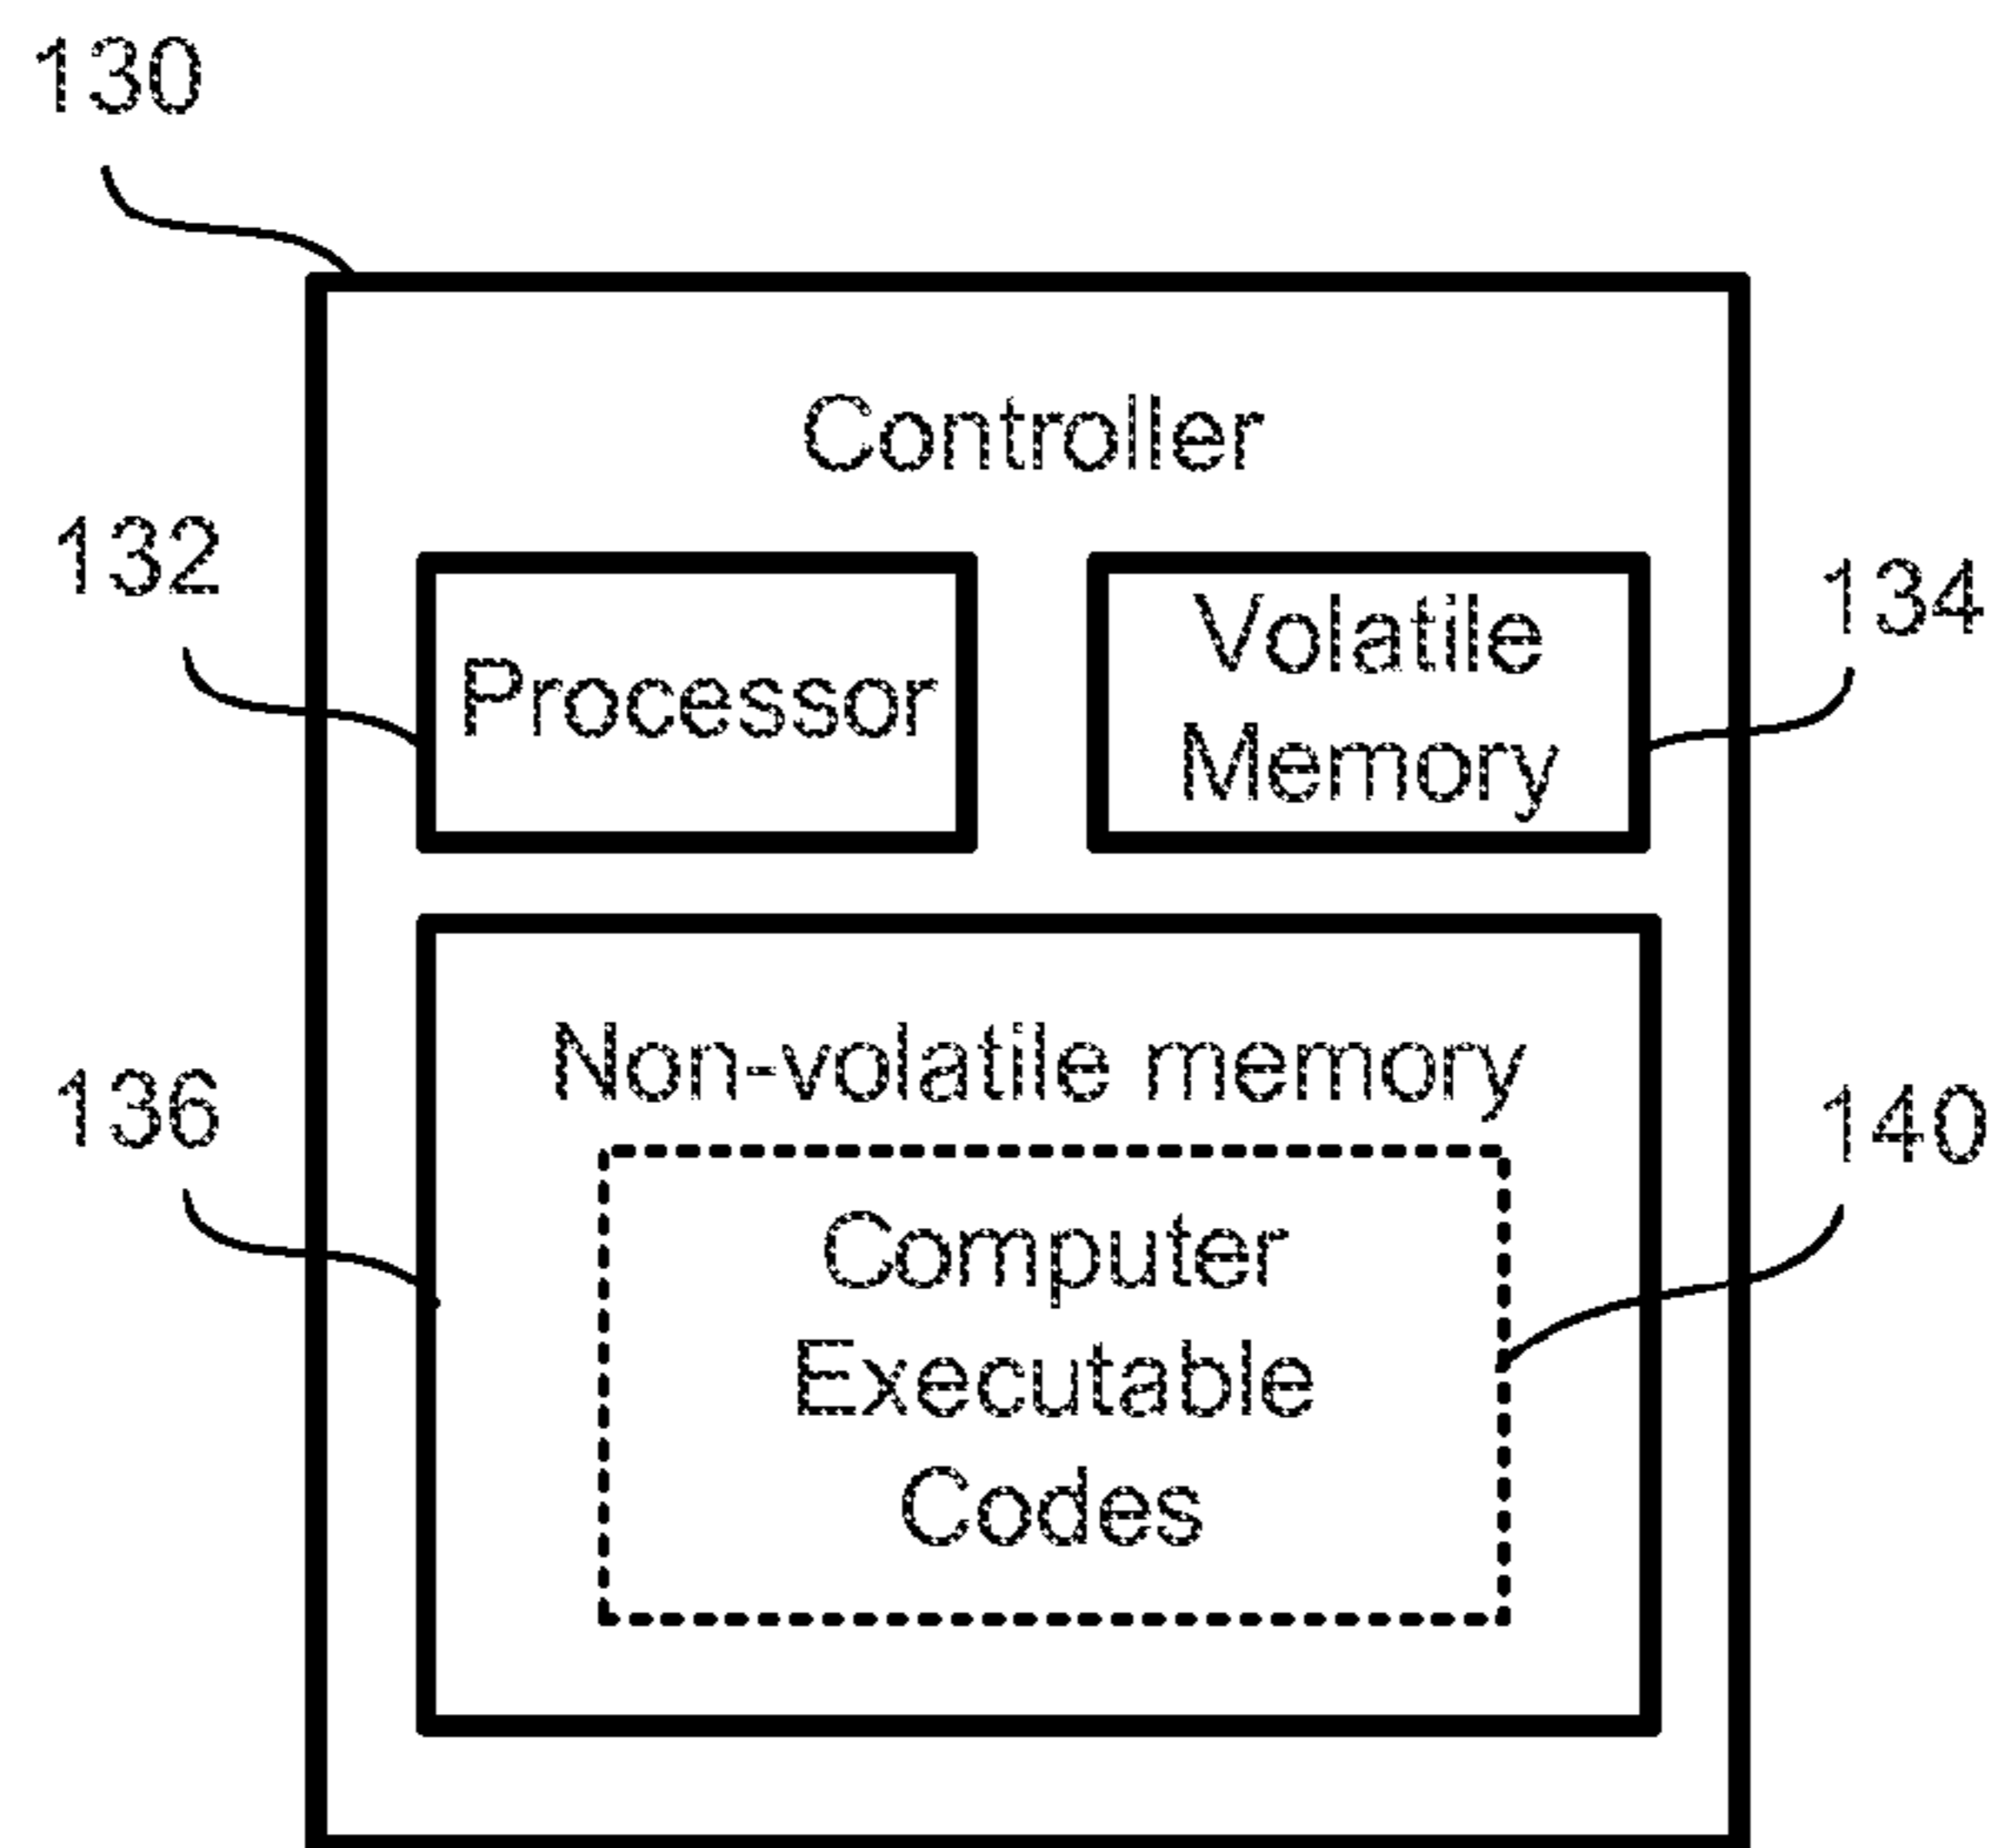 130
Controller
132
Processor
Volatile
Memory
134
Non-volatile memory
136
140
Computer
Executable
Codes